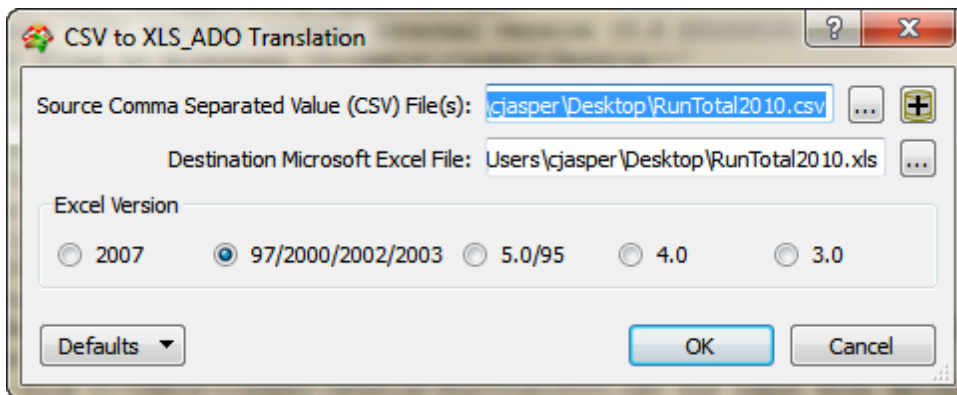 CSV to XLS_ADO Translation
?
X
Source Comma Separated Value (CSV) File(s): \cjasper\Desktop\RunTotal2010.csv ...
Destination Microsoft Excel File: Users\cjasper\Desktop\RunTotal2010.xls ...
Excel Version
2007 97/2000/2002/2003 5.0/95 4.0 3.0
Defaults OK Cancel